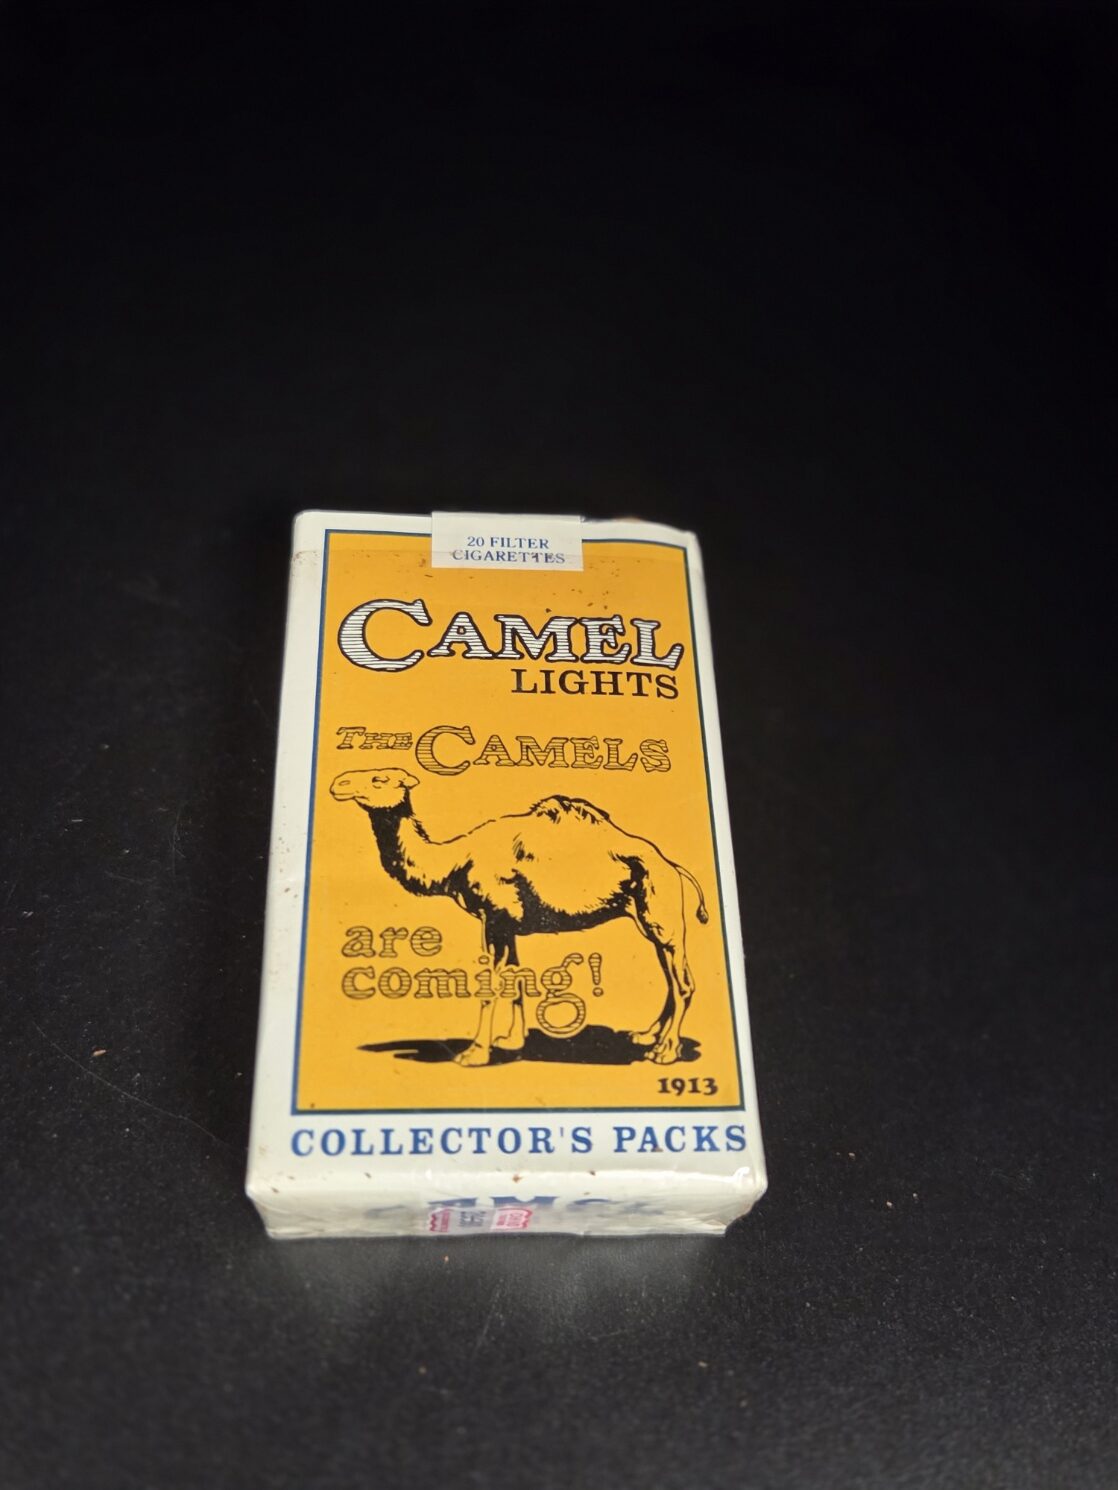 20 FILTER
CIGARETTES
CAMEL
LIGHTS
THE CAMELS
are
coming!
1913
COLLECTOR'S PACKS